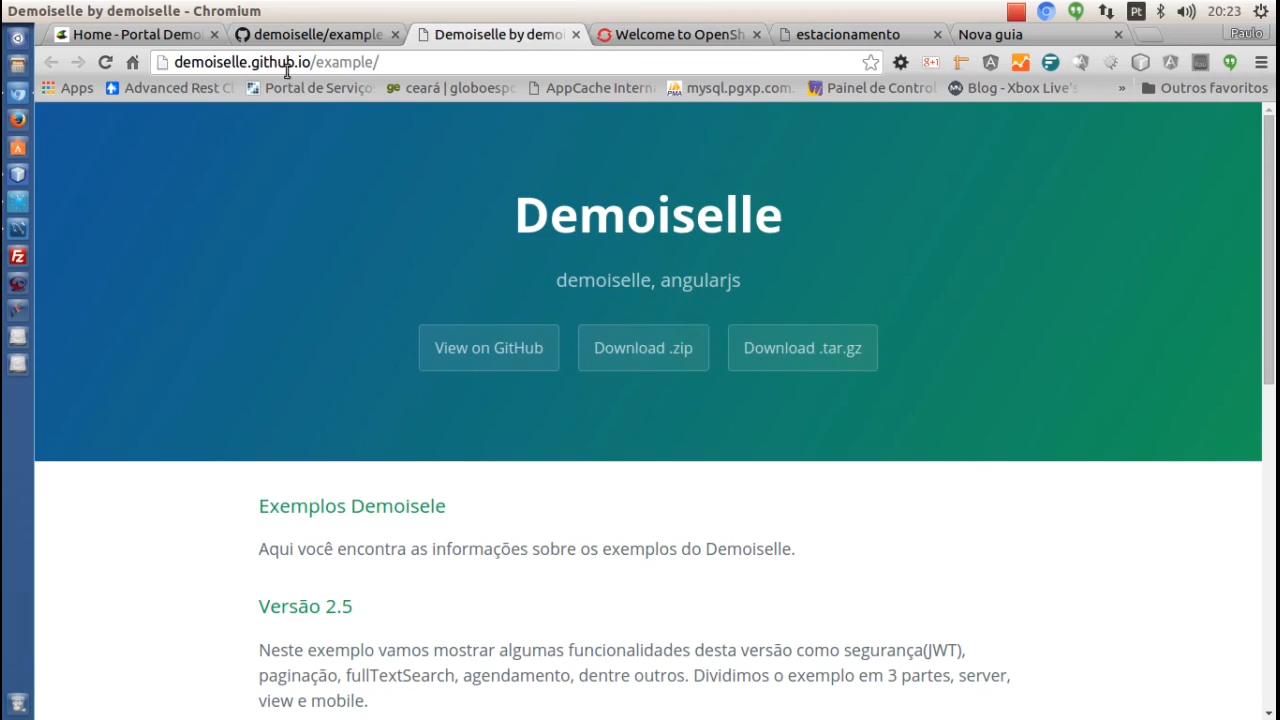 Demoiselle by demoiselle - Chromium
Pt
20:23
Home - Portal Demo
demoiselle/example
Demoiselle by demo
Welcome to OpenSh
estacionamento
Nova guia
Paulo
demoiselle.github.io/example/
Apps
Advanced Rest Cl
Portal de Serviço
ge ceará | globoespo
AppCache Intern
mysql.pgxp.com.
Painel de Control
Blog - Xbox Live's
»
Outros favoritos
Demoiselle
demoiselle, angularjs
View on GitHub
Download .zip
Download .tar.gz
Exemplos Demoisele
Aqui você encontra as informações sobre os exemplos do Demoiselle.
Versão 2.5
Neste exemplo vamos mostrar algumas funcionalidades desta versão como segurança(JWT),
paginação, fullTextSearch, agendamento, dentre outros. Dividimos o exemplo em 3 partes, server,
view e mobile.